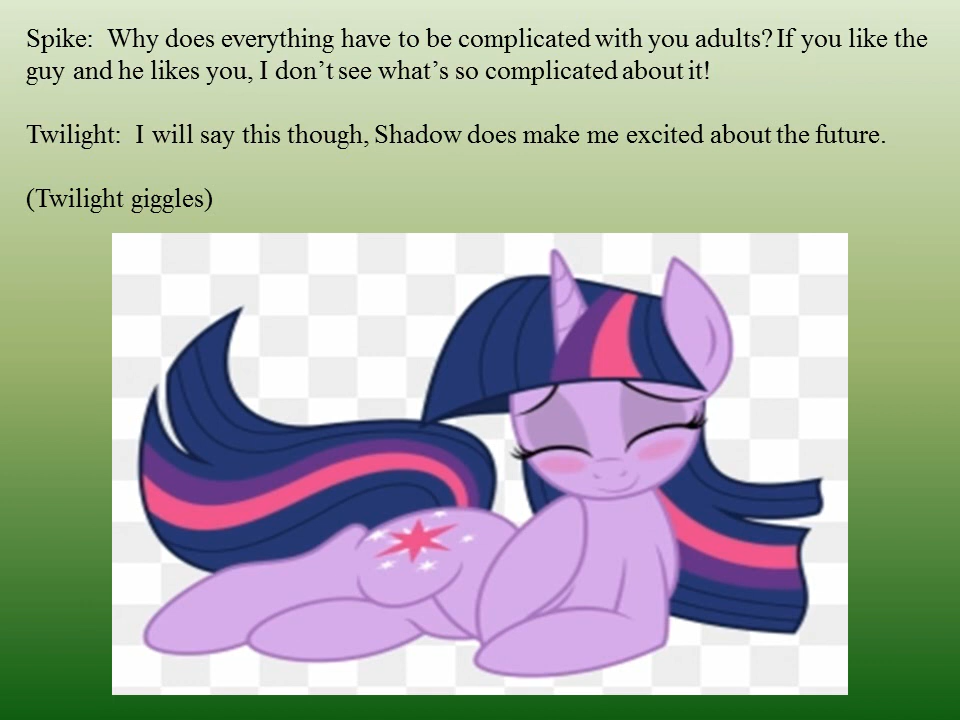 Spike:  Why does everything have to be complicated with you adults? If you like the
guy and he likes you, I don’t see what’s so complicated about it!
Twilight:  I will say this though, Shadow does make me excited about the future.
(Twilight giggles)